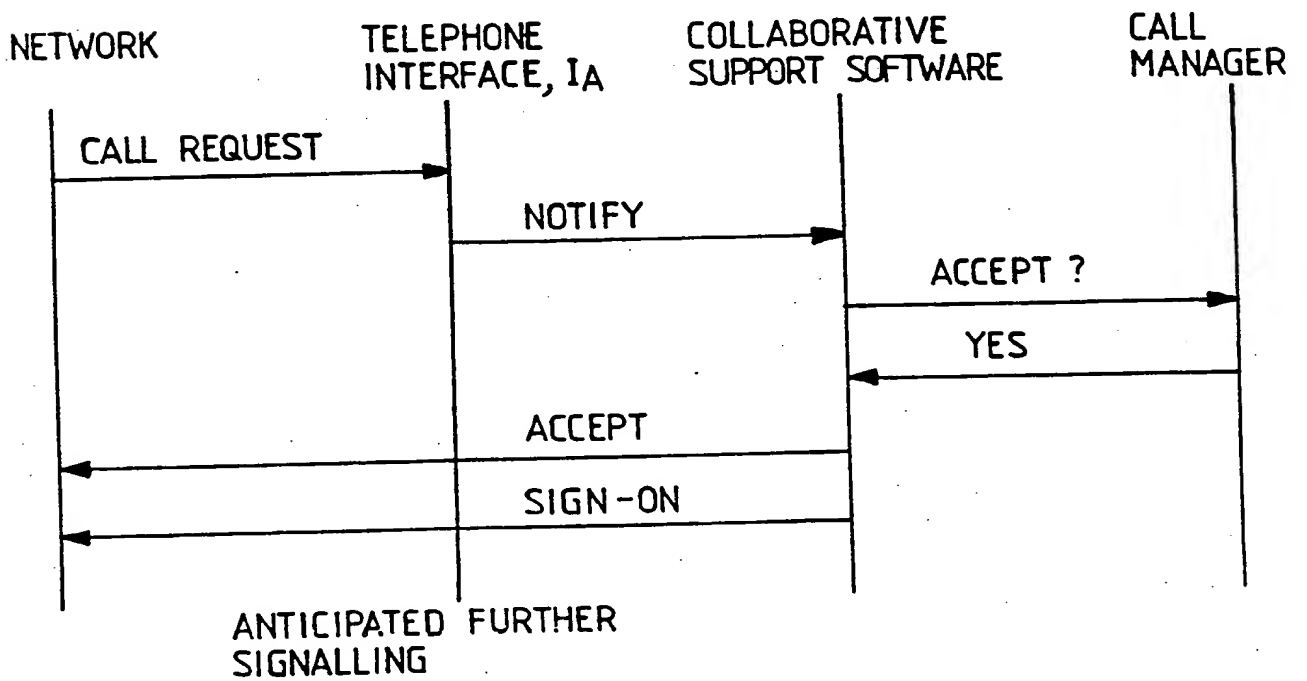 NETWORK
TELEPHONE
INTERFACE, IA
COLLABORATIVE
SUPPORT SOFTWARE
CALL
MANAGER
CALL REQUEST
NOTIFY
ACCEPT ?
YES
ACCEPT
SIGN-ON
ANTICIPATED FURTHER
SIGNALLING